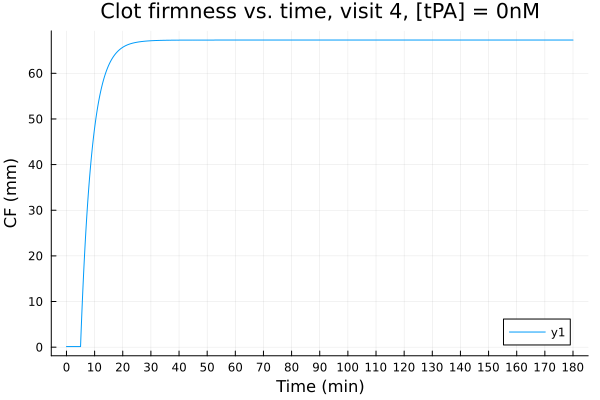 Clot firmness vs. time, visit 4, [tPA] = 0nM
CF (mm)
60
50
40
30
20
10
0
y1
0 10 20 30 40 50 60 70 80 90 100 110 120 130 140 150 160 170 180
Time (min)